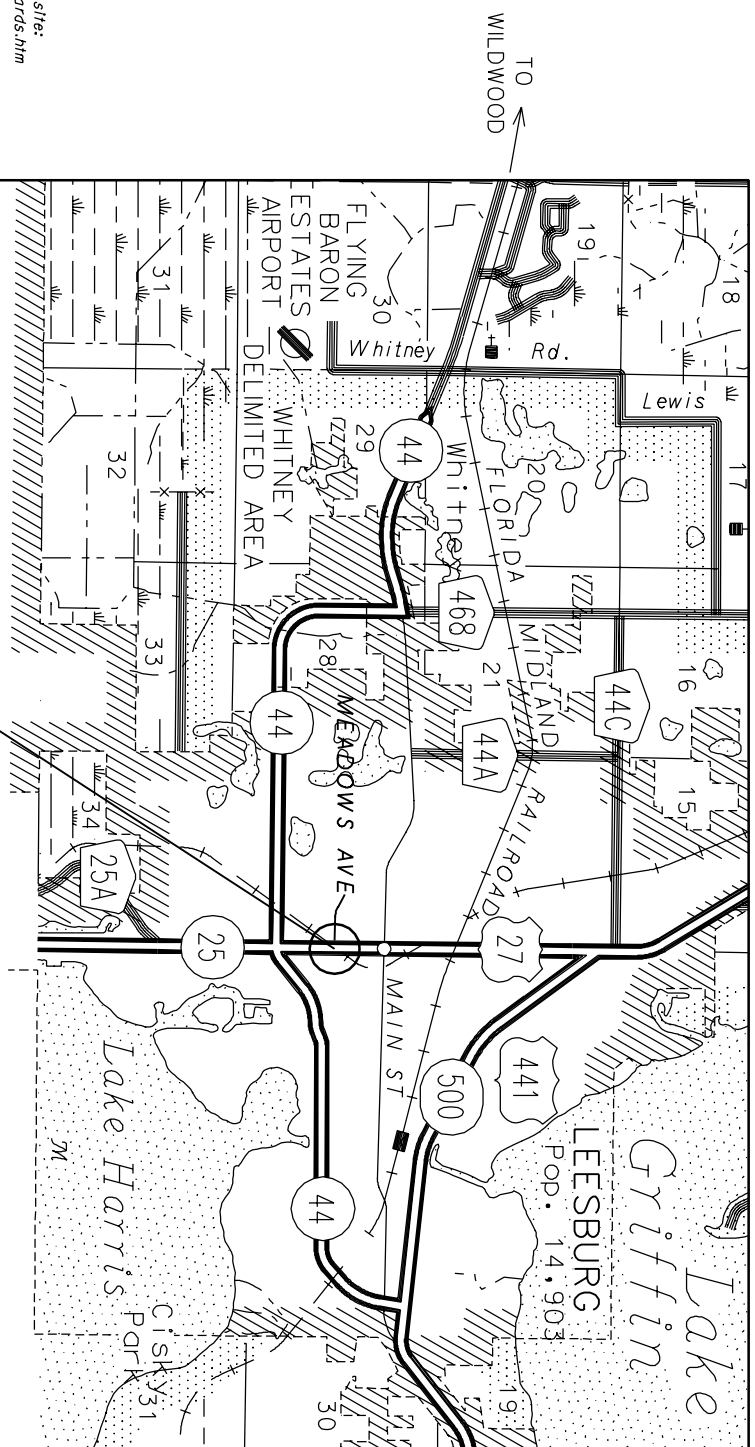 site:
ards.htm
TO
WILDWOOD
Lake
Griffin
LEESBURG
Pop. 14,903
18
17
16
15
19
Lewis
Rd.
Whitney
20
21
44C
441
27
500
44A
468
FLORIDA
MIDLAND
RAILROAD
Whitney
30
29
28
44
FLYING
BARON
ESTATES
AIRPORT
WHITNEY
DELIMITED AREA
MEADOWS AVE
MAIN ST
44
44
25
25A
31
32
33
34
Lake Harris
M
Cisky
Park
31
30
19